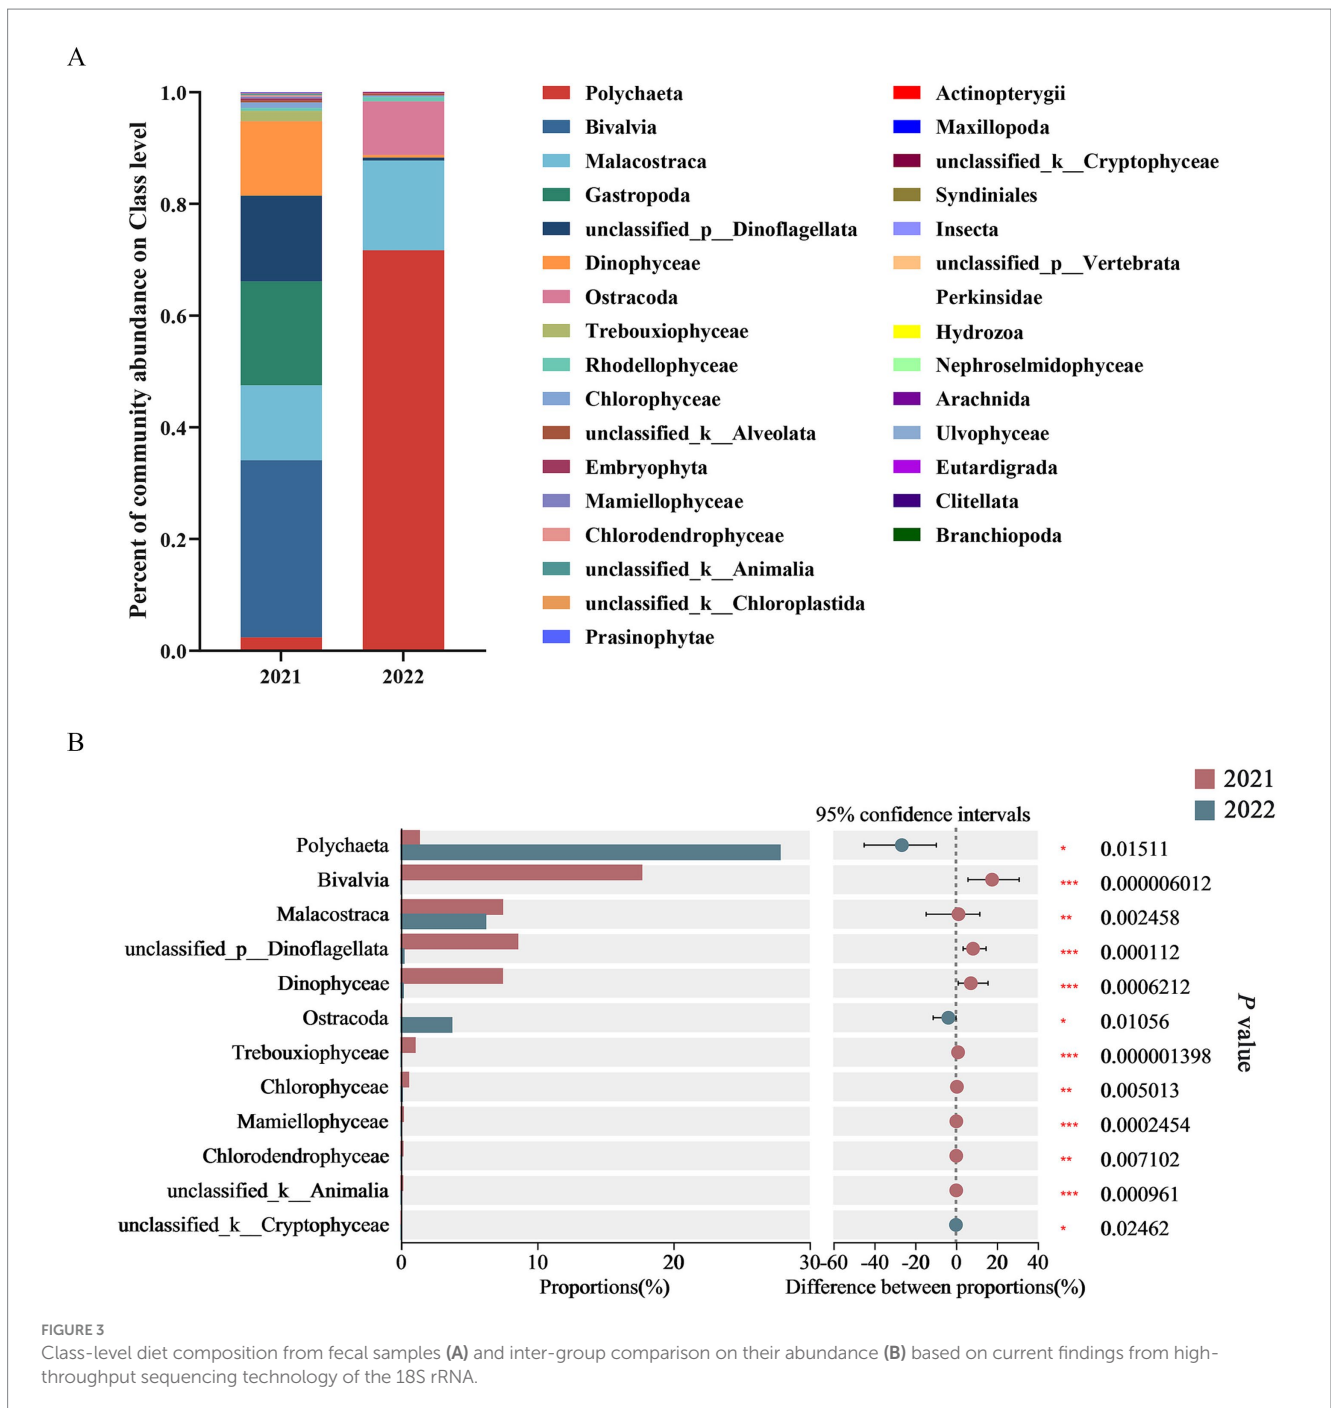 A
Percent of community abundance on Class level
1.0
0.8
0.6
0.4
0.2
0.0
2021
2022
Polychaeta
Bivalvia
Malacostraca
Gastropoda
unclassified_p__Dinoflagellata
Dinophyceae
Ostracoda
Trebouxiophyceae
Rhodellophyceae
Chlorophyceae
unclassified_k__Alveolata
Embryophyta
Mamiellophyceae
Chlorodendrophyceae
unclassified_k__Animalia
unclassified_k__Chloroplastida
Prasinophytae
Actinopterygii
Maxillopoda
unclassified_k__Cryptophyceae
Syndiniales
Insecta
unclassified_p__Vertebrata
Perkinsidae
Hydrozoa
Nephroselmidophyceae
Arachnida
Ulvophyceae
Eutardigrada
Clitellata
Branchiopoda
B
2021
2022
95% confidence intervals
Polychaeta * 0.01511
Bivalvia *** 0.000006012
Malacostraca ** 0.002458
unclassified_p__Dinoflagellata *** 0.000112
Dinophyceae *** 0.0006212
Ostracoda * 0.01056
Trebouxiophyceae *** 0.000001398
Chlorophyceae ** 0.005013
Mamiellophyceae *** 0.0002454
Chlorodendrophyceae ** 0.007102
unclassified_k__Animalia *** 0.000961
unclassified_k__Cryptophyceae * 0.02462
P value
0 10 20 30 -60 -40 -20 0 20 40
Proportions(%) Difference between proportions(%)
FIGURE 3
Class-level diet composition from fecal samples (A) and inter-group comparison on their abundance (B) based on current findings from high-
throughput sequencing technology of the 18S rRNA.